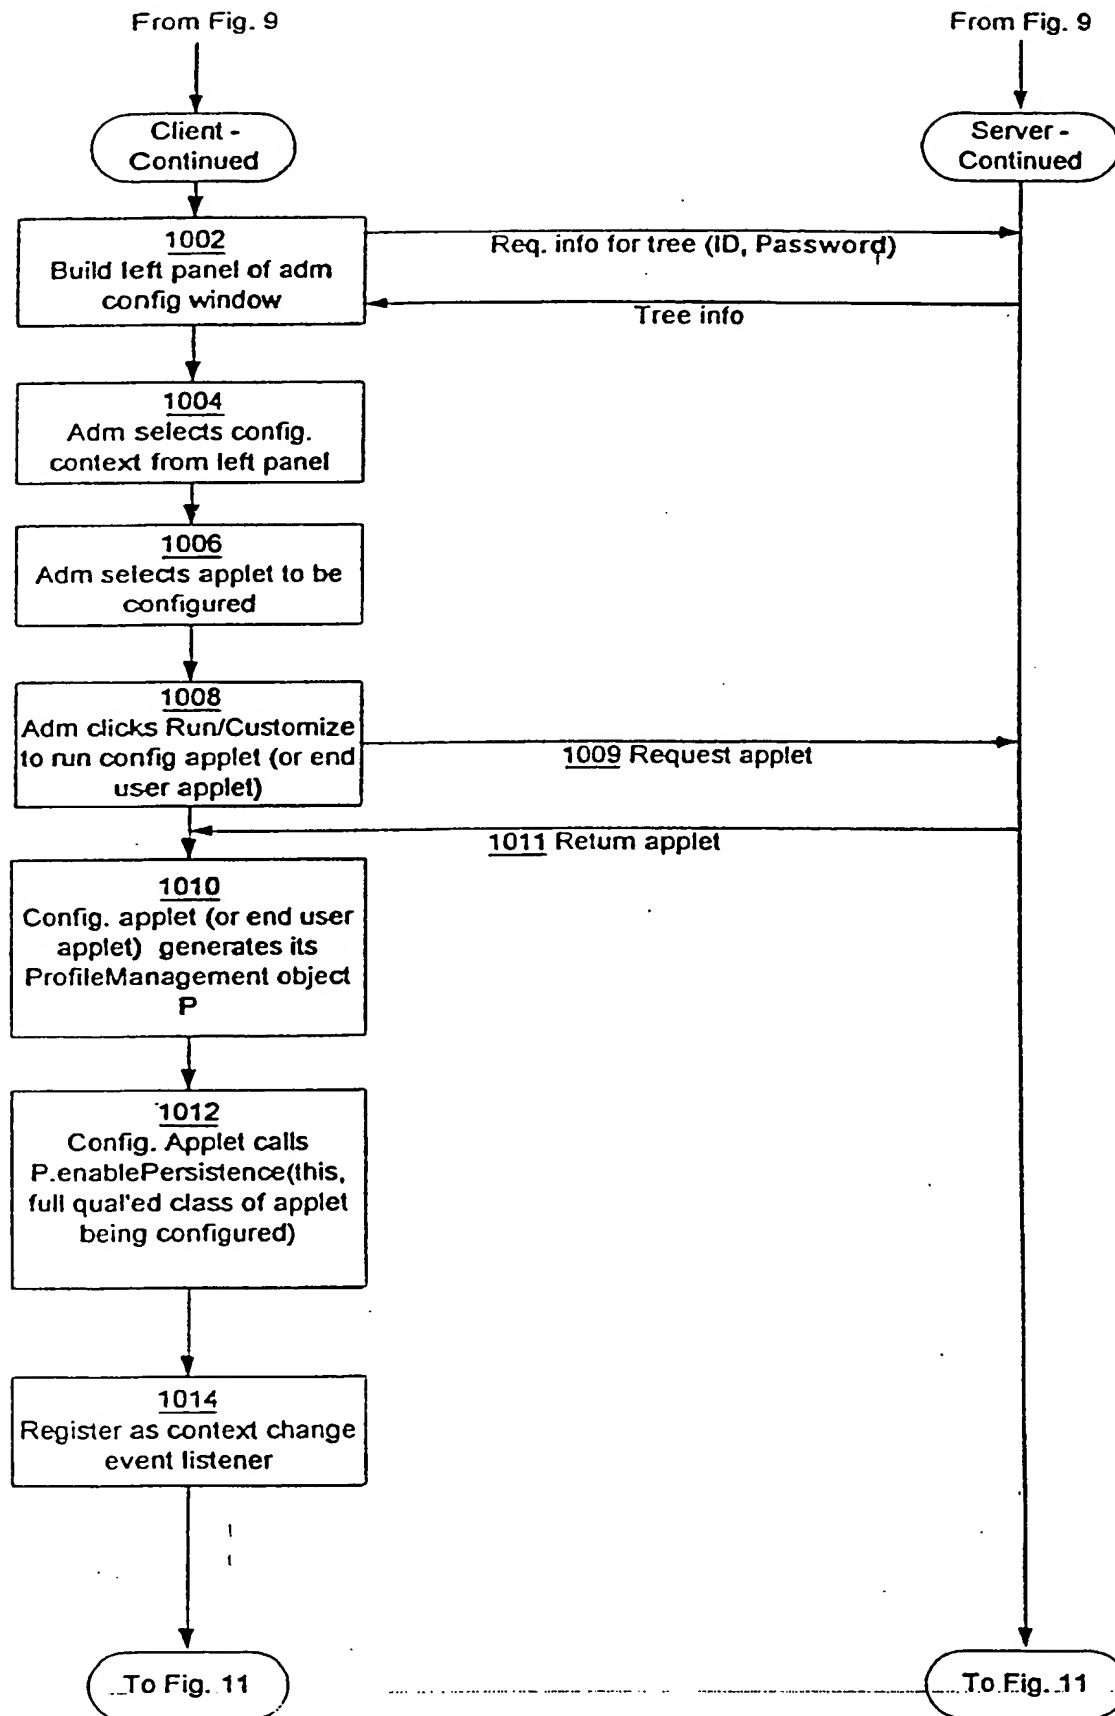 From Fig. 9
From Fig. 9
Client -
Continued
Server -
Continued
1002
Build left panel of adm
config window
Req. info for tree (ID, Password)
Tree info
1004
Adm selects config.
context from left panel
1006
Adm selects applet to be
configured
1008
Adm clicks Run/Customize
to run config applet (or end
user applet)
1009 Request applet
1011 Return applet
1010
Config. applet (or end user
applet) generates its
ProfileManagement object
P
1012
Config. Applet calls
P.enablePersistence(this,
full qual'ed class of applet
being configured)
1014
Register as context change
event listener
To Fig. 11
To Fig. 11